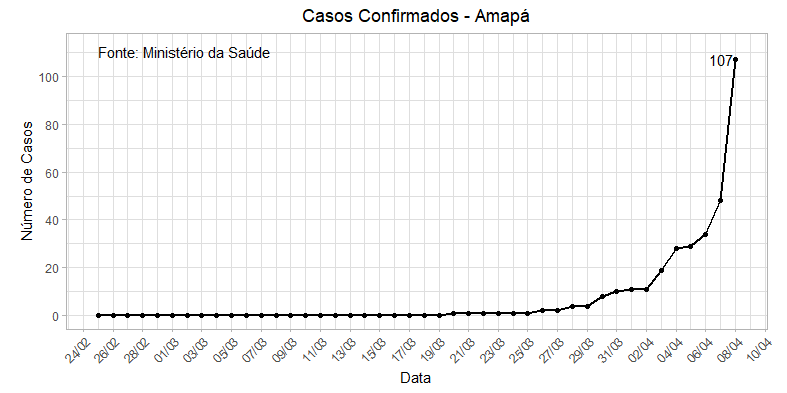 Casos Confirmados - Amapá
Fonte: Ministério da Saúde
107
Número de Casos
100
80
60
40
20
0
24/02 26/02 28/02 01/03 03/03 05/03 07/03 09/03 11/03 13/03 15/03 17/03 19/03 21/03 23/03 25/03 27/03 29/03 31/03 02/04 04/04 06/04 08/04 10/04
Data